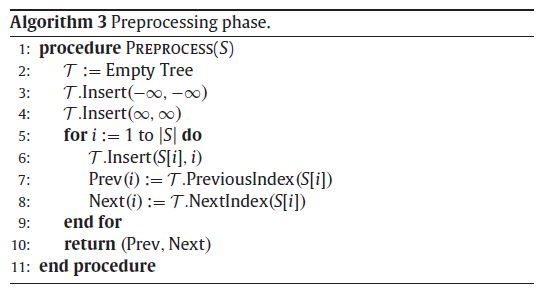 Algorithm 3 Preprocessing phase.
1: procedure PREPROCESS(S)
2: 𝒯 := Empty Tree
3: 𝒯.Insert(−∞, −∞)
4: 𝒯.Insert(∞, ∞)
5: for i := 1 to |S| do
6: 𝒯.Insert(S[i], i)
7: Prev(i) := 𝒯.PreviousIndex(S[i])
8: Next(i) := 𝒯.NextIndex(S[i])
9: end for
10: return (Prev, Next)
11: end procedure